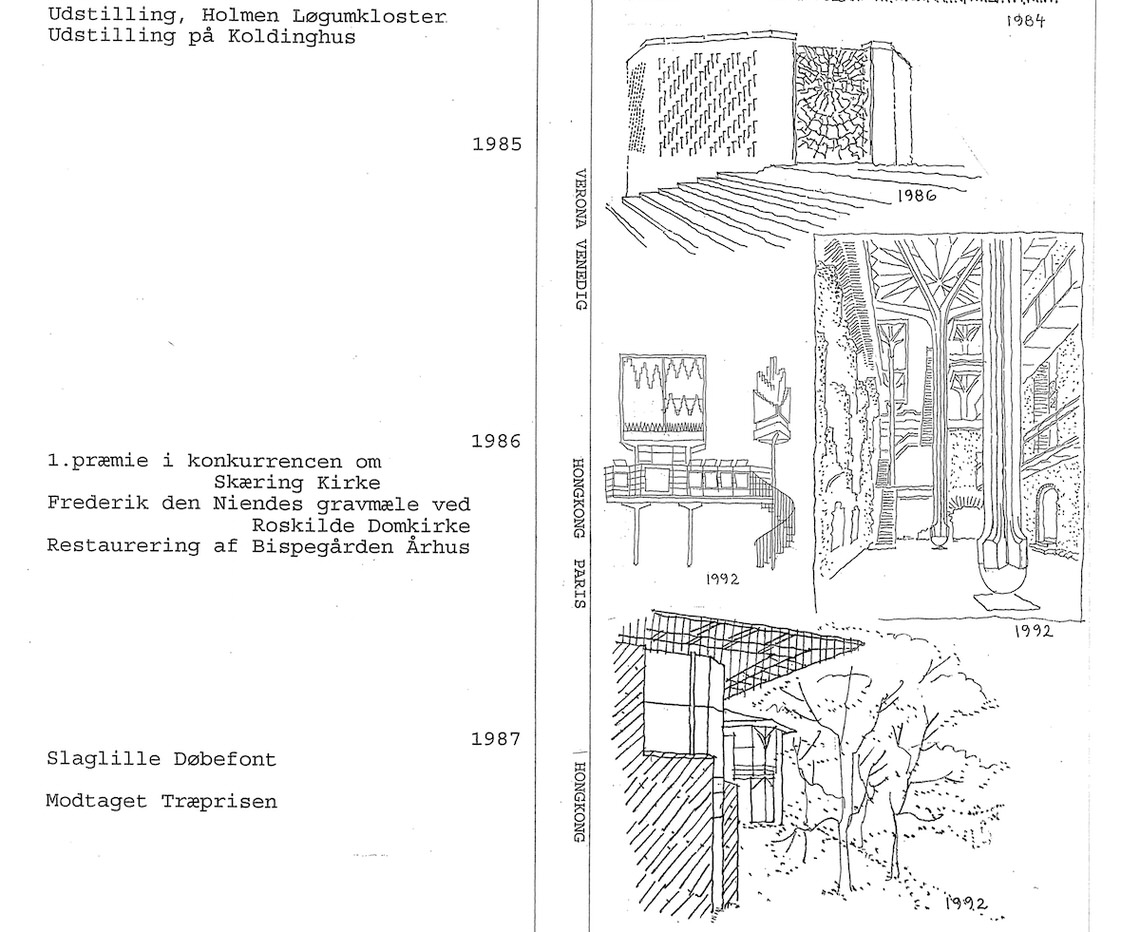 Udstilling, Holmen Løgumkloster
Udstilling på Koldinghus
1985
1986
1.præmie i konkurrencen om
Skæring Kirke
Frederik den Niendes gravmæle ved
Roskilde Domkirke
Restaurering af Bispegården Århus
1987
Slaglille Døbefont
Modtaget Træprisen
VERONA VENEDIG
HONGKONG PARIS
HONGKONG
1984
1986
1992
1992
1992